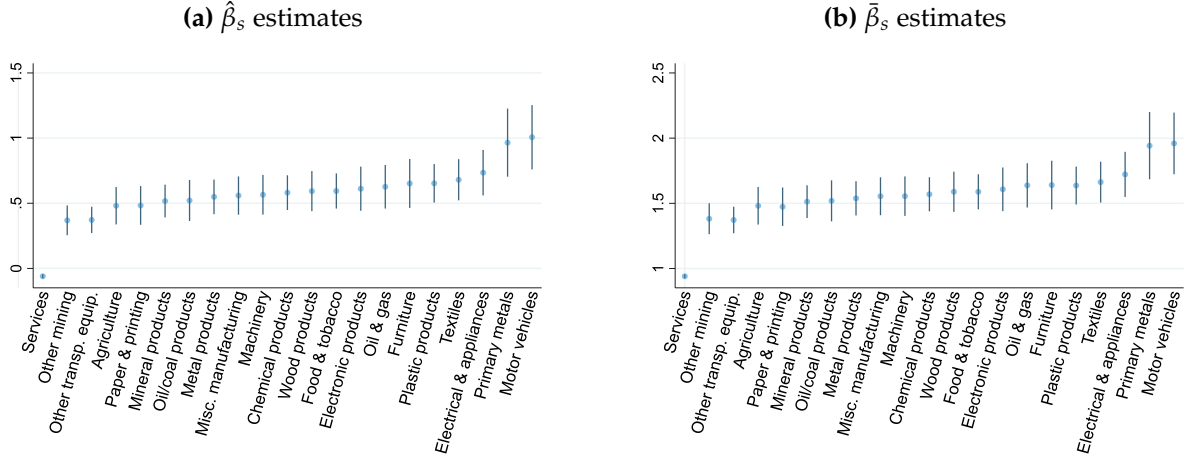 (a) β̂s estimates
1.5
1
.5
0
Services
Other mining
Other transp. equip.
Agriculture
Paper & printing
Mineral products
Oil/coal products
Metal products
Misc. manufacturing
Machinery
Chemical products
Wood products
Food & tobacco
Electronic products
Oil & gas
Furniture
Plastic products
Textiles
Electrical & appliances
Primary metals
Motor vehicles
(b) β̄s estimates
2.5
2
1.5
1
Services
Other mining
Other transp. equip.
Agriculture
Paper & printing
Mineral products
Oil/coal products
Metal products
Misc. manufacturing
Machinery
Chemical products
Wood products
Food & tobacco
Electronic products
Oil & gas
Furniture
Plastic products
Textiles
Electrical & appliances
Primary metals
Motor vehicles